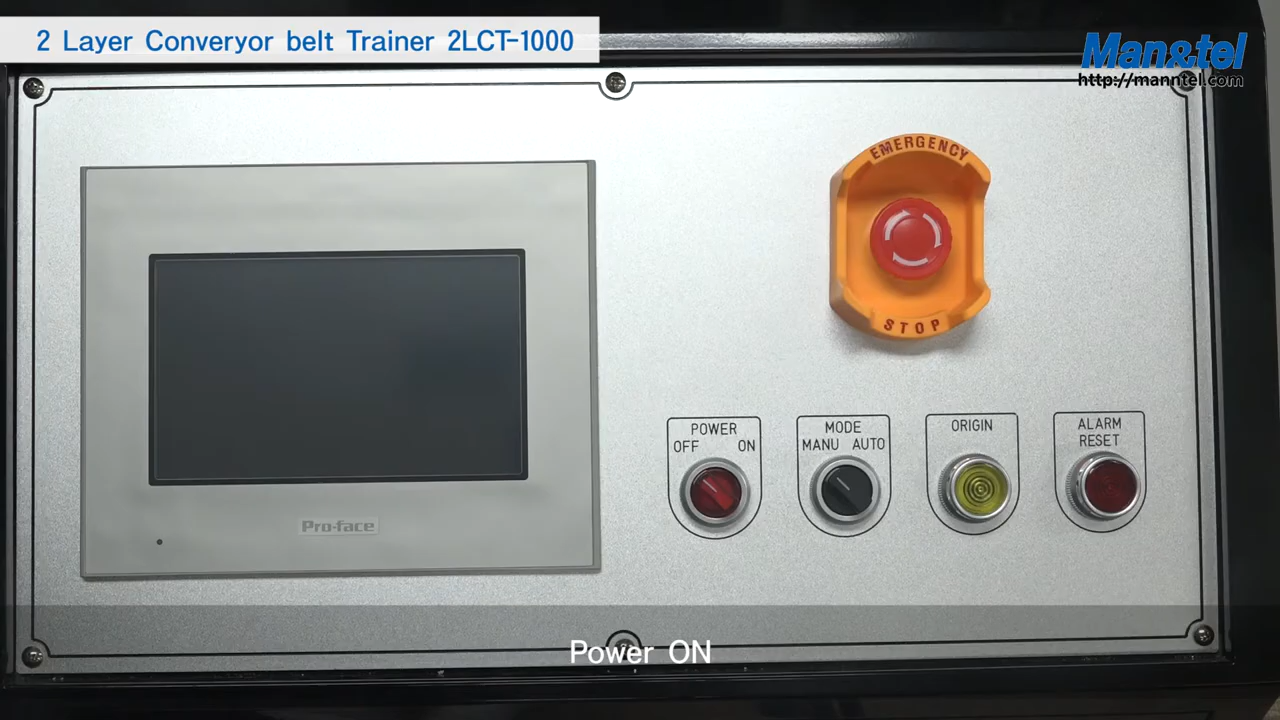 2 Layer Converyor belt Trainer 2LCT-1000
Man&tel
http://manntel.com
EMERGENCY
STOP
POWER
OFF ON
MODE
MANU AUTO
ORIGIN
ALARM
RESET
Pro-face
Power ON